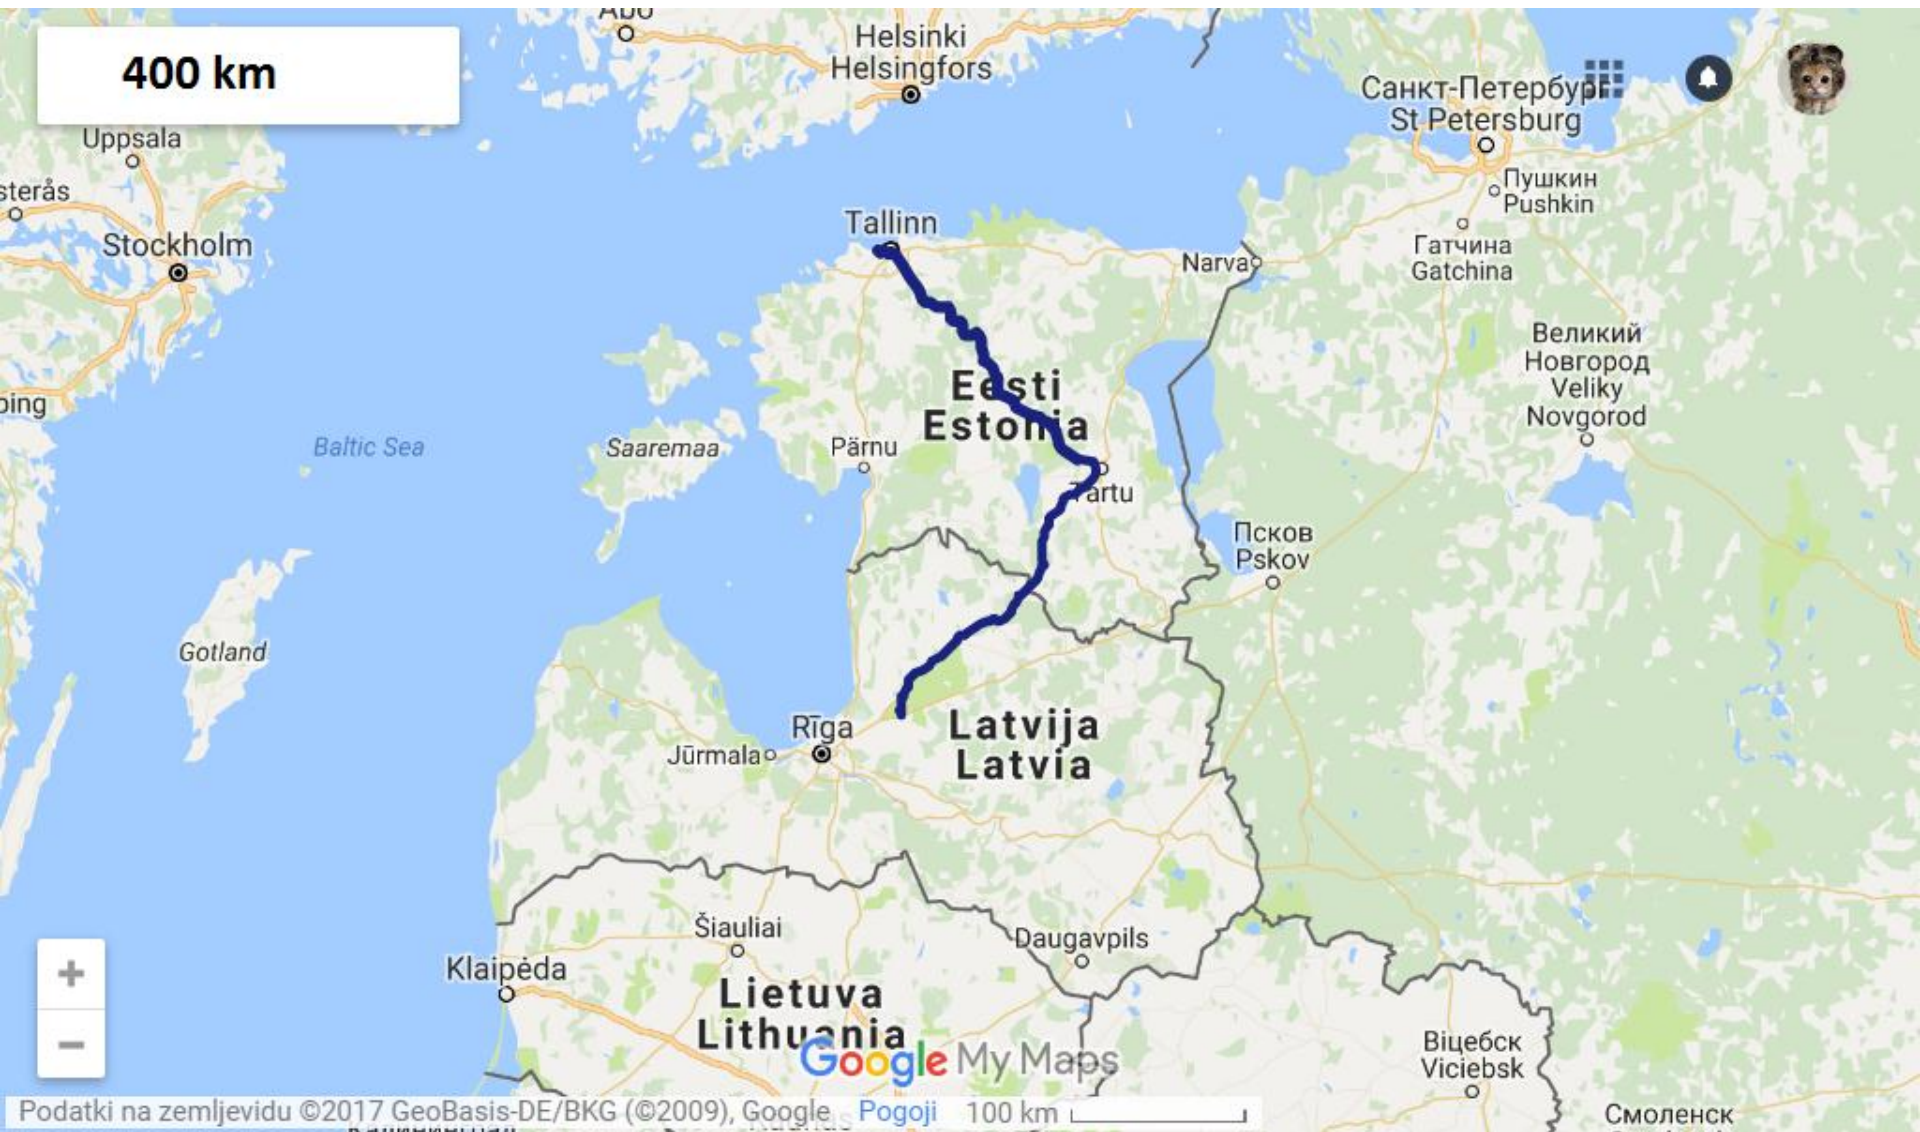 400 km
Helsinki
Helsingfors
Uppsala
Stockholm
Санкт-Петербург
St Petersburg
Пушкин
Pushkin
Гатчина
Gatchina
Tallinn
Narva
Великий
Новгород
Veliky
Novgorod
Eesti
Estonia
Baltic Sea
Saaremaa
Pärnu
Tartu
Псков
Pskov
Gotland
Rīga
Jūrmala
Latvija
Latvia
Šiauliai
Daugavpils
Klaipėda
Lietuva
Lithuania
Google My Maps
Віцебск
Viciebsk
Смоленск
+
−
Podatki na zemljevidu ©2017 GeoBasis-DE/BKG (©2009), Google Pogoji 100 km